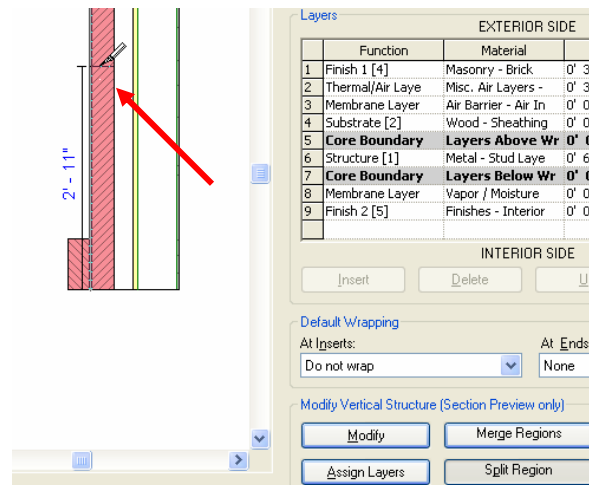 2' - 11"
Layers
EXTERIOR SIDE
Function Material
1 Finish 1 [4] Masonry - Brick 0' 3
2 Thermal/Air Laye Misc. Air Layers - 0' 3
3 Membrane Layer Air Barrier - Air In 0' 0
4 Substrate [2] Wood - Sheathing 0' 0
5 Core Boundary Layers Above Wr 0' 0
6 Structure [1] Metal - Stud Laye 0' 6
7 Core Boundary Layers Below Wr 0' 0
8 Membrane Layer Vapor / Moisture 0' 0
9 Finish 2 [5] Finishes - Interior 0' 0
INTERIOR SIDE
Insert Delete U
Default Wrapping
At Inserts: At Ends
Do not wrap None
Modify Vertical Structure (Section Preview only)
Modify Merge Regions
Assign Layers Split Region